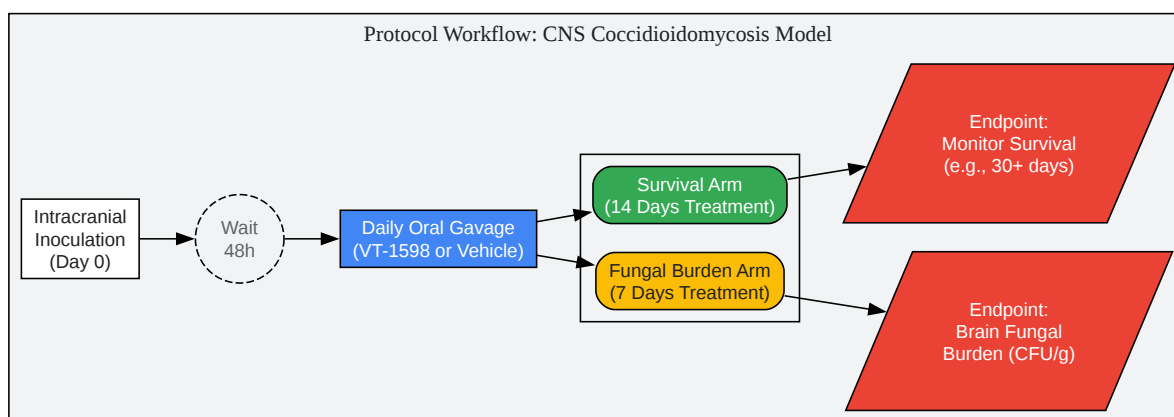 Protocol Workflow: CNS Coccidioidomycosis Model
Intracranial
Inoculation
(Day 0)
Wait
48h
Daily Oral Gavage
(VT-1598 or Vehicle)
Survival Arm
(14 Days Treatment)
Fungal Burden Arm
(7 Days Treatment)
Endpoint:
Monitor Survival
(e.g., 30+ days)
Endpoint:
Brain Fungal
Burden (CFU/g)